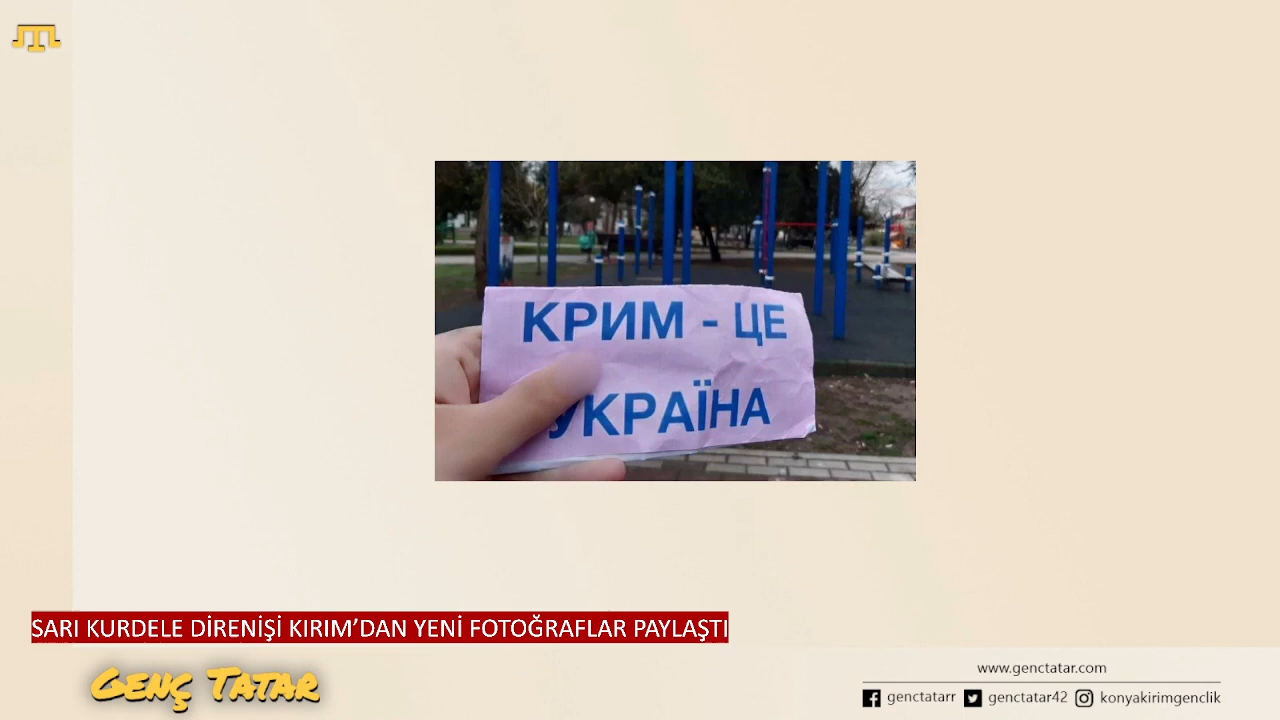 КРИМ - ЦЕ
УКРАЇНА
SARI KURDELE DİRENİŞİ KIRIM'DAN YENİ FOTOĞRAFLAR PAYLAŞTI
GENÇ TATAR
www.genctatar.com
genctatarr genctatar42 konyakirimgenclik